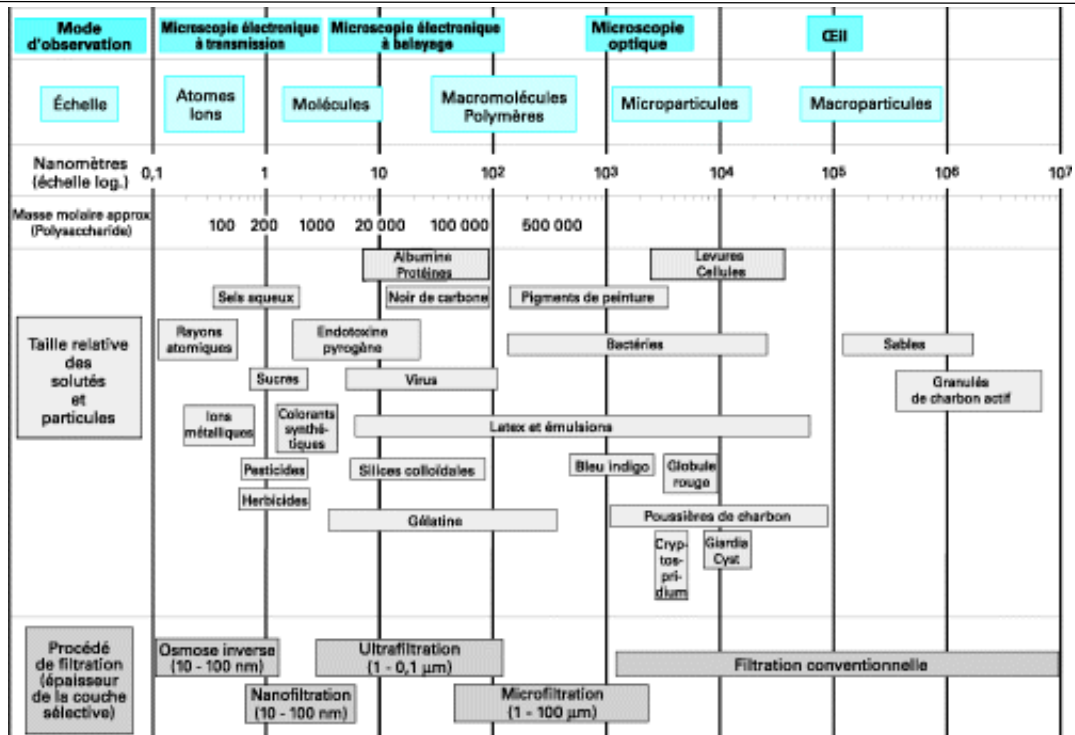 Mode
d'observation
Microscopie électronique
à transmission
Microscopie électronique
à balayage
Microscopie
optique
Œil
Échelle
Atomes
Ions
Molécules
Macromolécules
Polymères
Microparticules
Macroparticules
Nanomètres
(échelle log.)
0,1
1
10
10²
10³
10⁴
10⁵
10⁶
10⁷
Masse molaire approx
(Polysaccharide)
100
200
1000
20 000
100 000
500 000
Taille relative
des
solutés
et
particules
Albumine
Protéines
Levures
Cellules
Sels aqueux
Noir de carbone
Pigments de peinture
Rayons
atomiques
Endotoxine
pyrogène
Bactéries
Sables
Sucres
Virus
Granulés
de charbon actif
Ions
métalliques
Colorants
synthé-
tiques
Latex et émulsions
Pesticides
Silices colloïdales
Bleu indigo
Globule
rouge
Herbicides
Gélatine
Poussières de charbon
Cryp-
tos-
pri-
dium
Giardia
Cyst
Procédé
de filtration
(épaisseur
de la couche
sélective)
Osmose inverse
(10 - 100 nm)
Ultrafiltration
(1 - 0,1 µm)
Filtration conventionnelle
Nanofiltration
(10 - 100 nm)
Microfiltration
(1 - 100 µm)